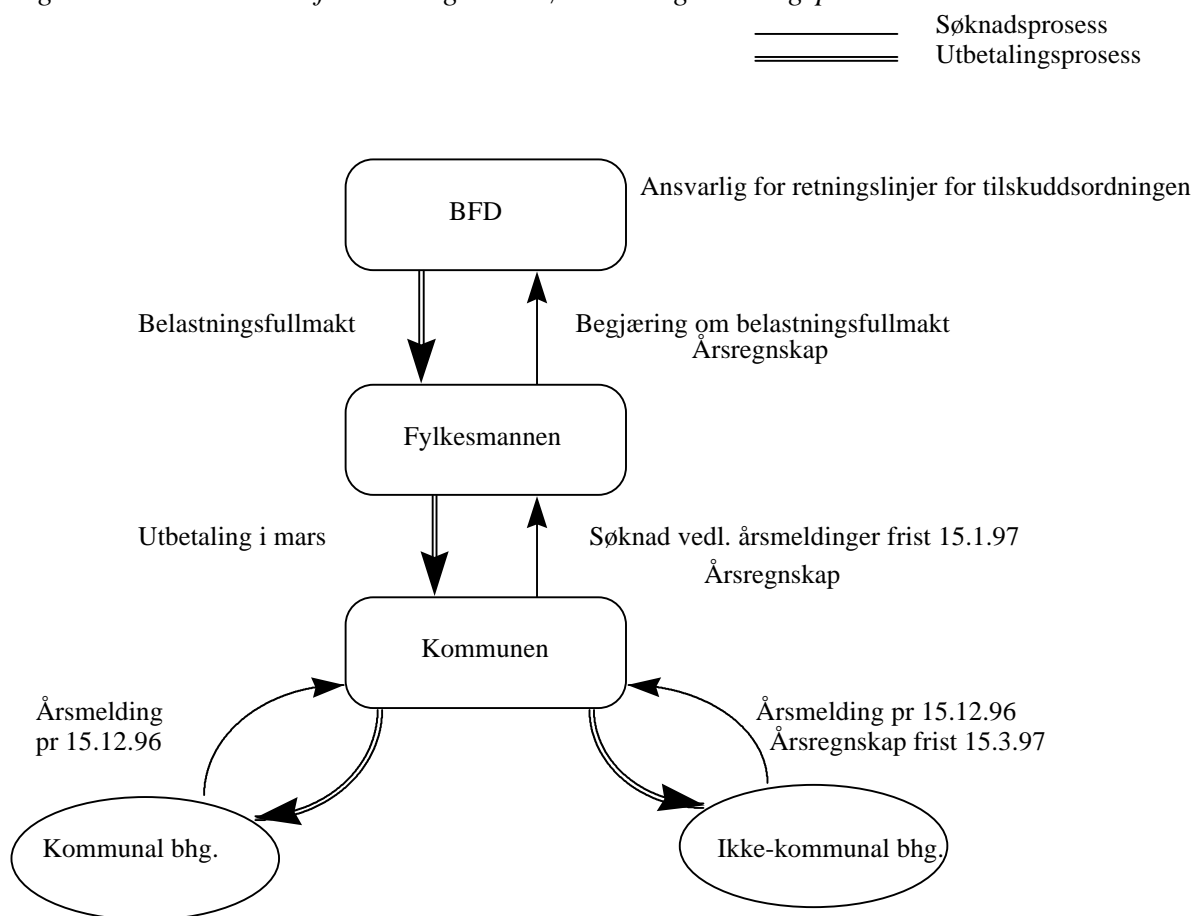 Søknadsprosess
Utbetalingsprosess
BFD
Ansvarlig for retningslinjer for tilskuddsordningen
Belastningsfullmakt
Begjæring om belastningsfullmakt
Årsregnskap
Fylkesmannen
Utbetaling i mars
Søknad vedl. årsmeldinger frist 15.1.97
Årsregnskap
Kommunen
Årsmelding
pr 15.12.96
Årsmelding pr 15.12.96
Årsregnskap frist 15.3.97
Kommunal bhg.
Ikke-kommunal bhg.